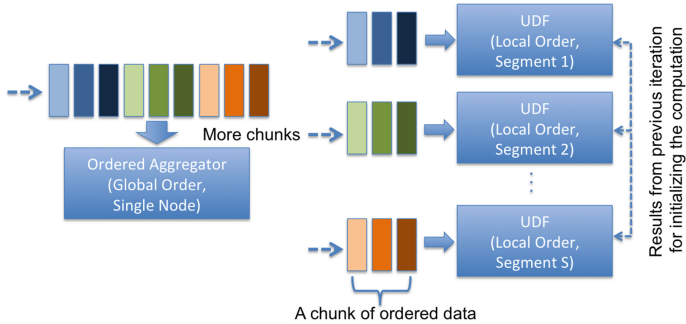 More chunks
Ordered Aggregator
(Global Order,
Single Node)
UDF
(Local Order,
Segment 1)
UDF
(Local Order,
Segment 2)
UDF
(Local Order,
Segment S)
A chunk of ordered data
Results from previous iteration
for initializing the computation